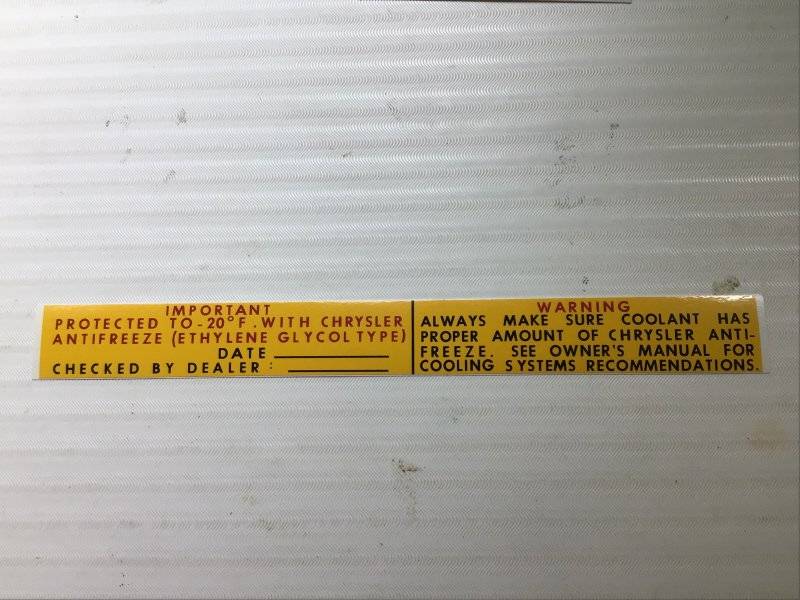 IMPORTANT
PROTECTED TO -20°F. WITH CHRYSLER
ANTIFREEZE (ETHYLENE GLYCOL TYPE)
DATE
CHECKED BY DEALER :
WARNING
ALWAYS MAKE SURE COOLANT HAS
PROPER AMOUNT OF CHRYSLER ANTI-
FREEZE. SEE OWNER'S MANUAL FOR
COOLING SYSTEMS RECOMMENDATIONS.